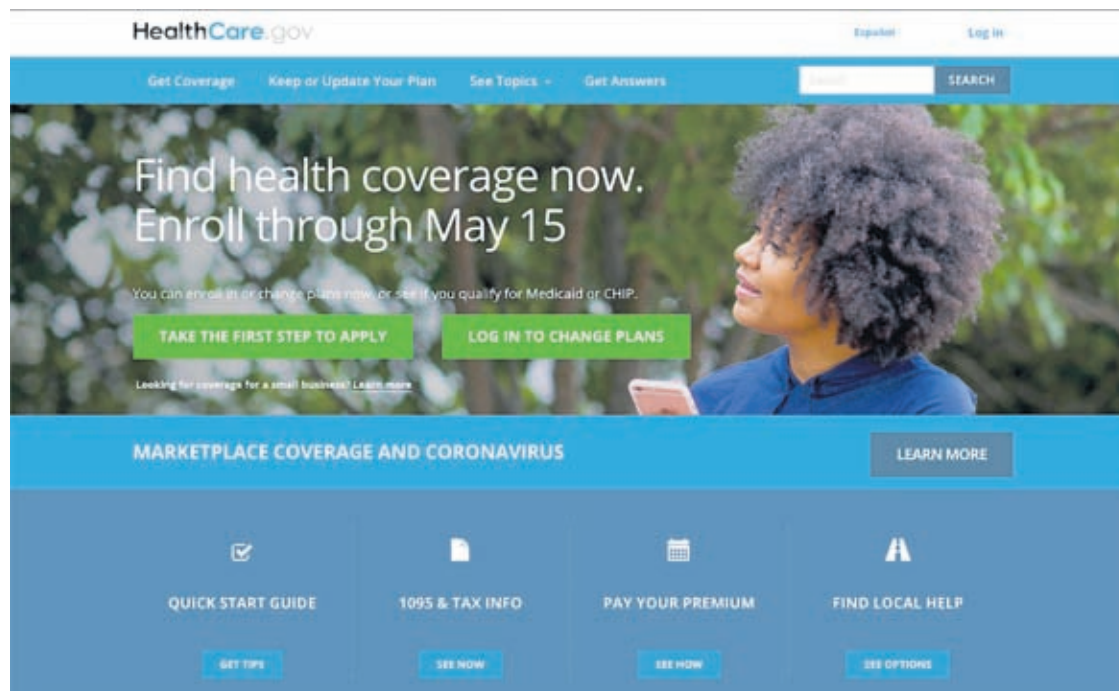 HealthCare.gov
Español Log in
Get Coverage Keep or Update Your Plan See Topics Get Answers
SEARCH
Find health coverage now.
Enroll through May 15
You can enroll in or change plans now, or see if you qualify for Medicaid or CHIP.
TAKE THE FIRST STEP TO APPLY LOG IN TO CHANGE PLANS
Looking for coverage for a small business? Learn more
MARKETPLACE COVERAGE AND CORONAVIRUS
LEARN MORE
QUICK START GUIDE 1095 & TAX INFO PAY YOUR PREMIUM FIND LOCAL HELP
GET TIPS SEE NOW SEE HOW SEE OPTIONS